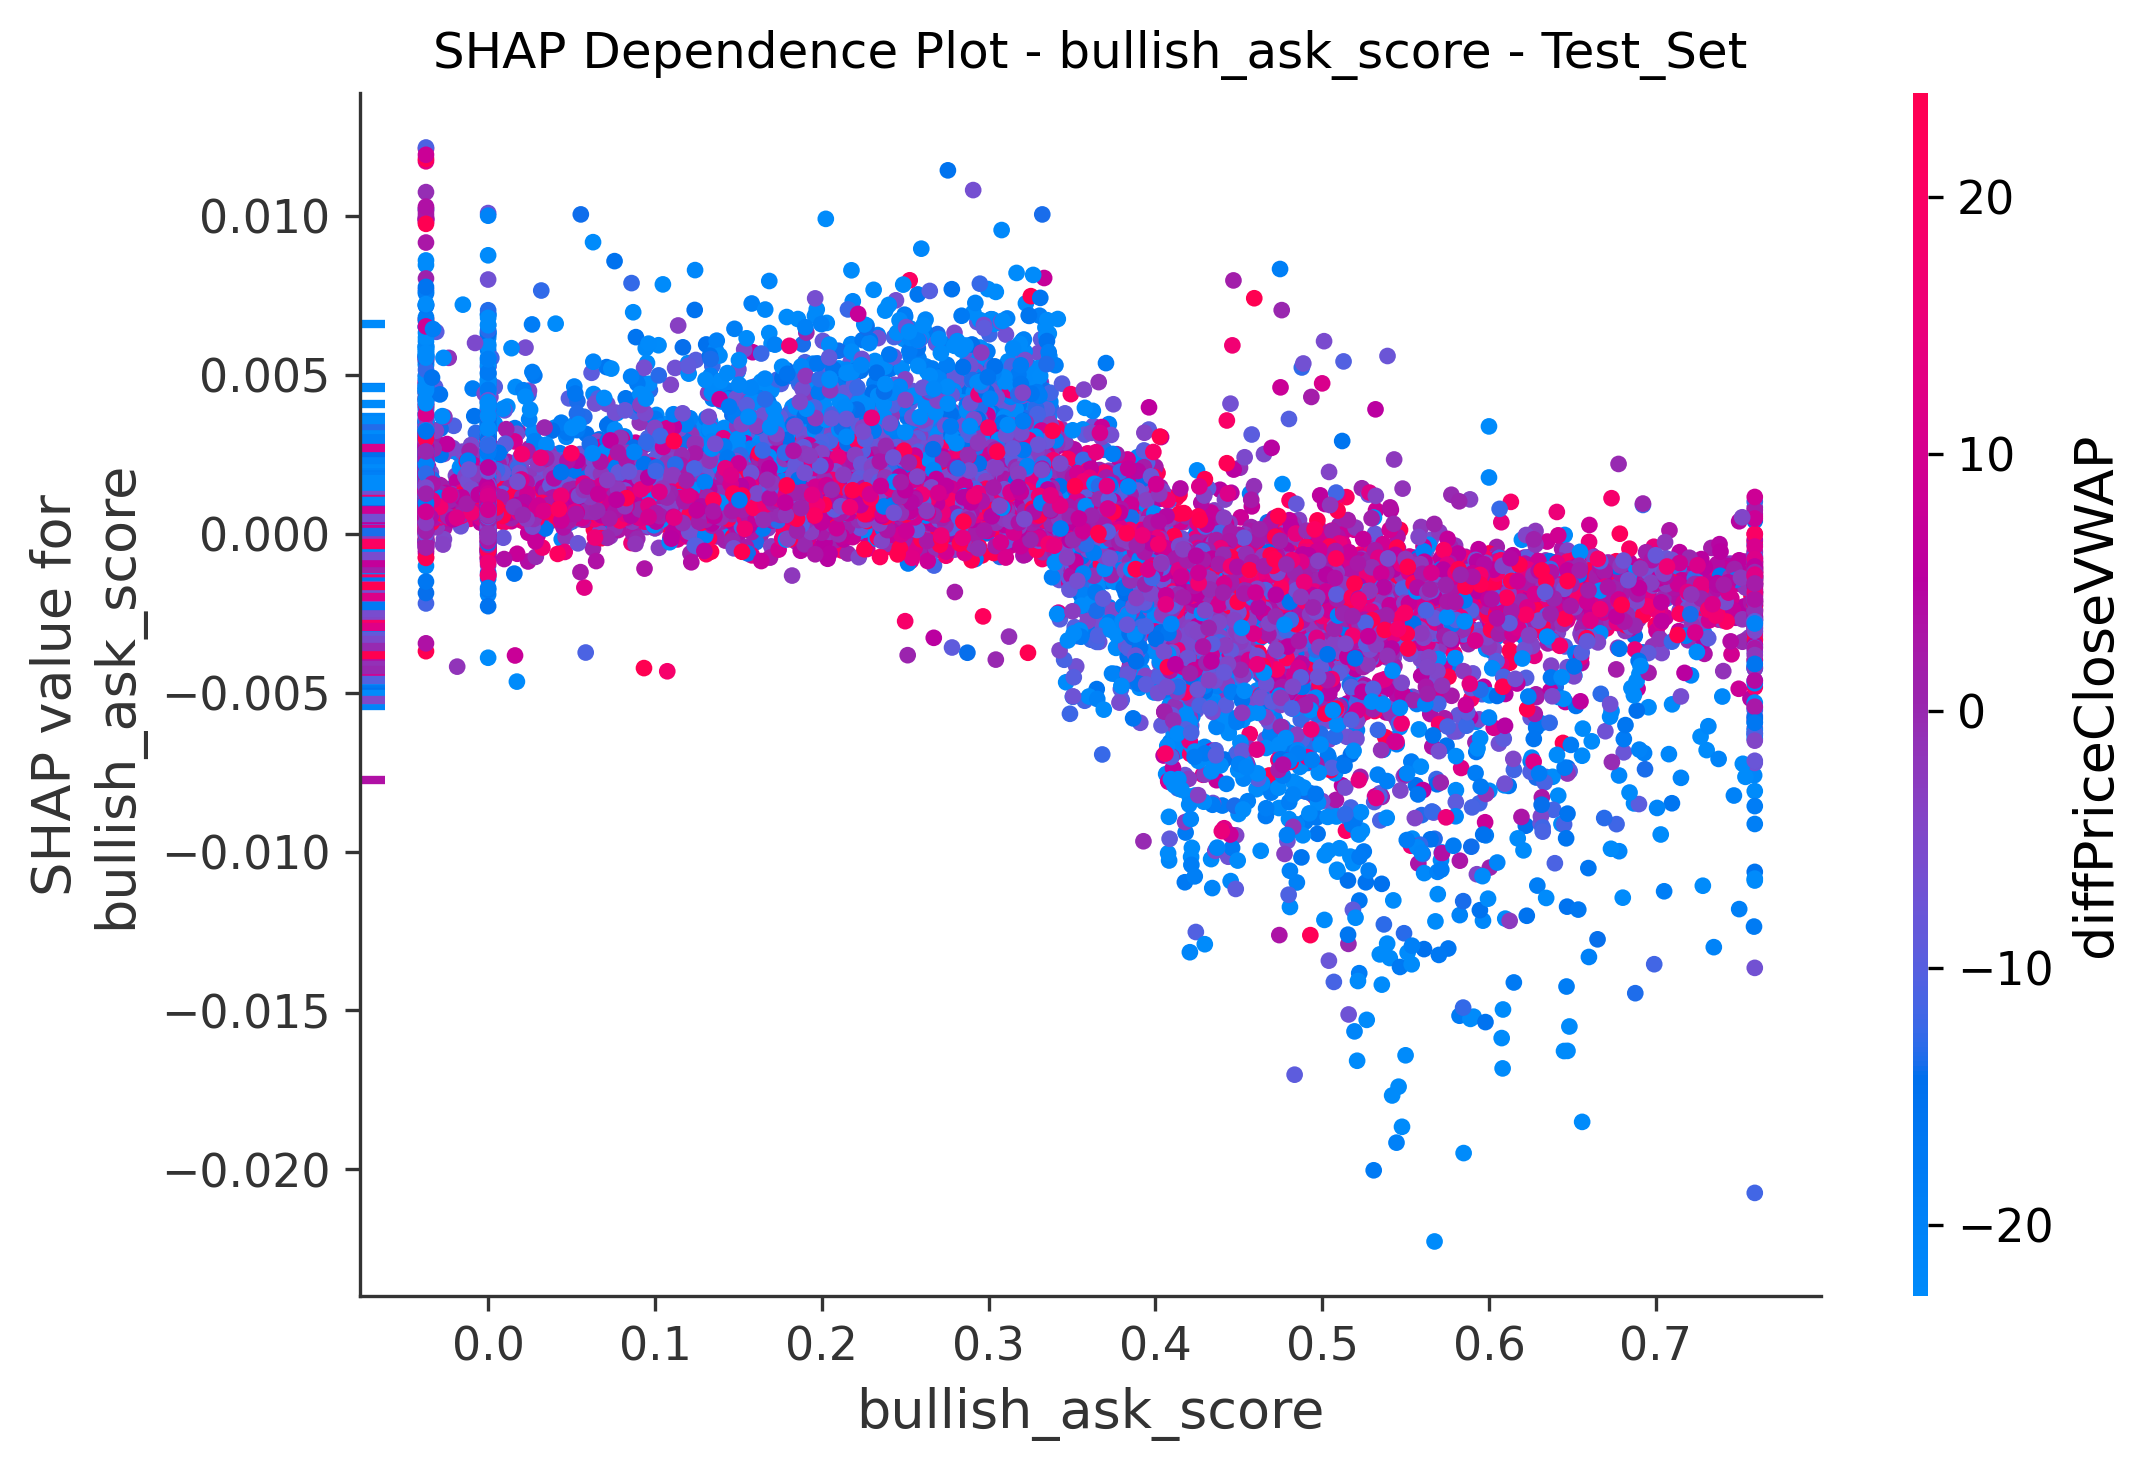 SHAP Dependence Plot - bullish_ask_score - Test_Set
SHAP value for
bullish_ask_score
0.010
0.005
0.000
−0.005
−0.010
−0.015
−0.020
0.0 0.1 0.2 0.3 0.4 0.5 0.6 0.7
bullish_ask_score
20
10
0
−10
−20
diffPriceCloseVWAP